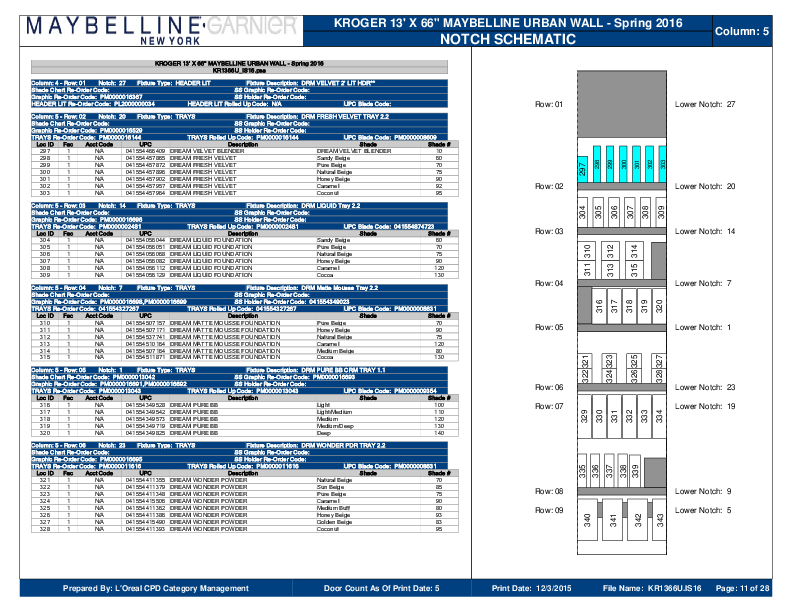 MAYBELLINE GARNIER
NEW YORK
KROGER 13' X 66" MAYBELLINE URBAN WALL - Spring 2016
NOTCH SCHEMATIC
Column: 5
KROGER 13' X 66" MAYBELLINE URBAN WALL - Spring 2016
KR1366U_IS16.psa
Column: 4 - Row: 01 Notch: 27 Fixture Type: HEADER LIT Fixture Description: DRM VELVET 2' LIT HDR**
Shade Chart Re-Order Code: SS Graphic Re-Order Code:
Graphic Re-Order Code: PM0000016367 SS Holder Re-Order Code:
HEADER LIT Re-Order Code: PL2000000034 HEADER LIT Rolled Up Code: N/A UPC Blade Code:
Column: 5 - Row: 02 Notch: 20 Fixture Type: TRAYS Fixture Description: DRM FRESH VELVET TRAY 2.2
Shade Chart Re-Order Code: SS Graphic Re-Order Code:
Graphic Re-Order Code: PM0000016529 SS Holder Re-Order Code:
TRAYS Re-Order Code: PM0000016144 TRAYS Rolled Up Code: PM0000016144 UPC Blade Code: PM0000008609
Loc ID Fac Acct Code UPC Description Shade Shade #
297 1 N/A 041554466409 DREAM VELVET BLENDER DREAM VELVET BLENDER 10
298 1 N/A 041554457865 DREAM FRESH VELVET Sandy Beige 60
299 1 N/A 041554457872 DREAM FRESH VELVET Pure Beige 70
300 1 N/A 041554457896 DREAM FRESH VELVET Natural Beige 75
301 1 N/A 041554457902 DREAM FRESH VELVET Honey Beige 90
302 1 N/A 041554457957 DREAM FRESH VELVET Caramel 92
303 1 N/A 041554457964 DREAM FRESH VELVET Coconut 95
Column: 5 - Row: 03 Notch: 14 Fixture Type: TRAYS Fixture Description: DRM LIQUID Tray 2.2
Shade Chart Re-Order Code: SS Graphic Re-Order Code:
Graphic Re-Order Code: PM0000016696 SS Holder Re-Order Code:
TRAYS Re-Order Code: PM0000002481 TRAYS Rolled Up Code: PM0000002481 UPC Blade Code: 041554874723
Loc ID Fac Acct Code UPC Description Shade Shade #
304 1 N/A 041554056044 DREAM LIQUID FOUNDATION Sandy Beige 60
305 1 N/A 041554056051 DREAM LIQUID FOUNDATION Pure Beige 70
306 1 N/A 041554056068 DREAM LIQUID FOUNDATION Natural Beige 75
307 1 N/A 041554056082 DREAM LIQUID FOUNDATION Honey Beige 90
308 1 N/A 041554056112 DREAM LIQUID FOUNDATION Caramel 120
309 1 N/A 041554056129 DREAM LIQUID FOUNDATION Cocoa 130
Column: 5 - Row: 04 Notch: 7 Fixture Type: TRAYS Fixture Description: DRM Matte Mousse Tray 2.2
Shade Chart Re-Order Code: SS Graphic Re-Order Code:
Graphic Re-Order Code: PM0000016698,PM0000016699 SS Holder Re-Order Code: 041554349023
TRAYS Re-Order Code: 041554327267 TRAYS Rolled Up Code: 041554327267 UPC Blade Code: PM0000008631
Loc ID Fac Acct Code UPC Description Shade Shade #
310 1 N/A 041554507157 DREAM MATTE MOUSSE FOUNDATION Pure Beige 70
311 1 N/A 041554507171 DREAM MATTE MOUSSE FOUNDATION Honey Beige 90
312 1 N/A 041554537741 DREAM MATTE MOUSSE FOUNDATION Natural Beige 75
313 1 N/A 041554510164 DREAM MATTE MOUSSE FOUNDATION Caramel 120
314 1 N/A 041554507164 DREAM MATTE MOUSSE FOUNDATION Medium Beige 80
315 1 N/A 041554511871 DREAM MATTE MOUSSE FOUNDATION Cocoa 130
Column: 5 - Row: 05 Notch: 1 Fixture Type: TRAYS Fixture Description: DRM PURE BB CRM TRAY 1.1
Shade Chart Re-Order Code: PM0000013042 SS Graphic Re-Order Code: PM0000016693
Graphic Re-Order Code: PM0000016691,PM0000016692 SS Holder Re-Order Code:
TRAYS Re-Order Code: PM0000013043 TRAYS Rolled Up Code: PM0000013043 UPC Blade Code: PM0000009554
Loc ID Fac Acct Code UPC Description Shade Shade #
316 1 N/A 041554349528 DREAM PURE BB Light 100
317 1 N/A 041554349542 DREAM PURE BB Light/Medium 110
318 1 N/A 041554349573 DREAM PURE BB Medium 120
319 1 N/A 041554349719 DREAM PURE BB Medium/Deep 130
320 1 N/A 041554349825 DREAM PURE BB Deep 140
Column: 5 - Row: 06 Notch: 23 Fixture Type: TRAYS Fixture Description: DRM WONDER PDR TRAY 2.2
Shade Chart Re-Order Code: SS Graphic Re-Order Code:
Graphic Re-Order Code: PM0000016695 SS Holder Re-Order Code:
TRAYS Re-Order Code: PM0000011616 TRAYS Rolled Up Code: PM0000011616 UPC Blade Code: PM0000008631
Loc ID Fac Acct Code UPC Description Shade Shade #
321 1 N/A 041554411355 DREAM WONDER POWDER Natural Beige 70
322 1 N/A 041554411379 DREAM WONDER POWDER Sun Beige 85
323 1 N/A 041554411348 DREAM WONDER POWDER Pure Beige 75
324 1 N/A 041554415506 DREAM WONDER POWDER Caramel 90
325 1 N/A 041554411362 DREAM WONDER POWDER Medium Buff 80
326 1 N/A 041554411386 DREAM WONDER POWDER Honey Beige 93
327 1 N/A 041554415490 DREAM WONDER POWDER Golden Beige 83
328 1 N/A 041554411393 DREAM WONDER POWDER Coconut 95
Row: 01 Lower Notch: 27
297 298 299 300 301 302 303
Row: 02 Lower Notch: 20
304 305 306 307 308 309
Row: 03 Lower Notch: 14
310 312 314
311 313 315
Row: 04 Lower Notch: 7
316 317 318 319 320
Row: 05 Lower Notch: 1
321 323 325 327
322 324 326 328
Row: 06 Lower Notch: 23
Row: 07 Lower Notch: 19
329 330 331 332 333 334
335 336 337 338 339
Row: 08 Lower Notch: 9
Row: 09 Lower Notch: 5
340 341 342 343
Prepared By: L'Oreal CPD Category Management Door Count As Of Print Date: 5 Print Date: 12/3/2015 File Name: KR1366U.IS16 Page: 11 of 28